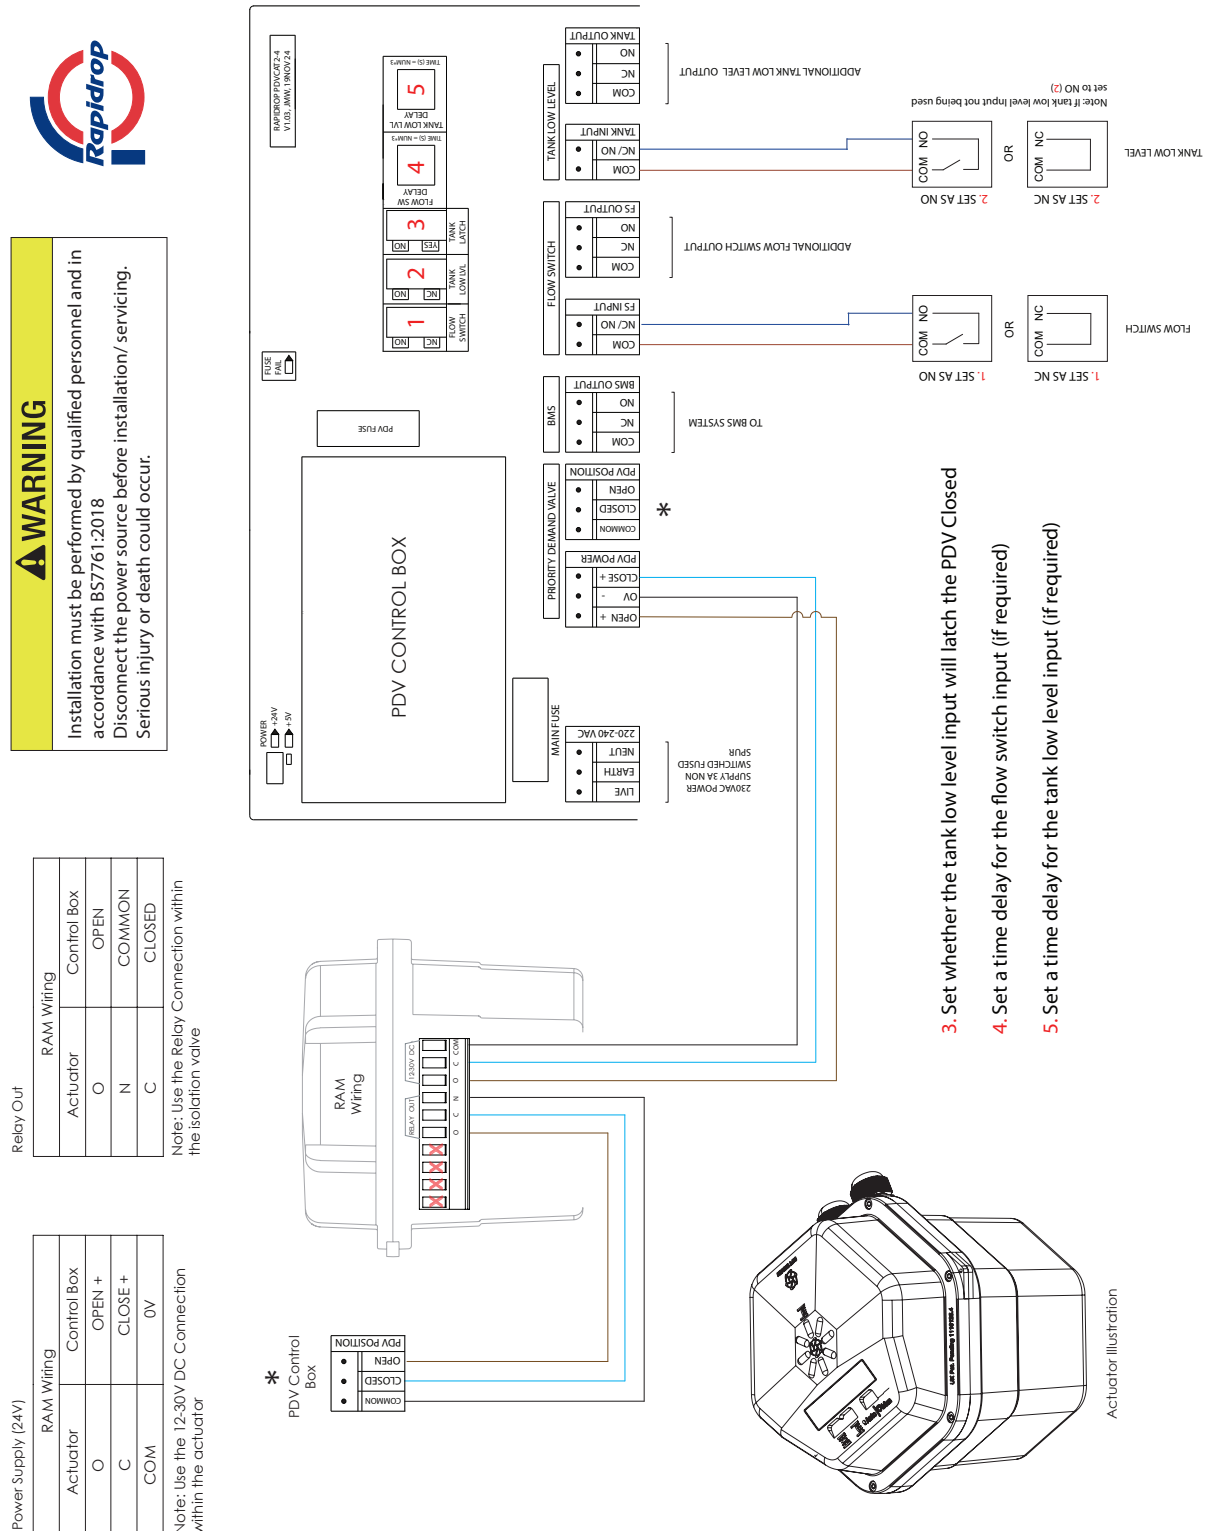 Rapidrop
WARNING
Installation must be performed by qualified personnel and in
accordance with BS7761:2018
Disconnect the power source before installation/ servicing.
Serious injury or death could occur.
Relay Out
RAM Wiring
Actuator Control Box
O OPEN
N COMMON
C CLOSED
Note: Use the Relay Connection within
the isolation valve
Power Supply (24V)
RAM Wiring
Actuator Control Box
O OPEN +
C CLOSE +
COM 0V
Note: Use the 12-30V DC Connection
within the actuator
RAPIDROP PDVCAT2-4
V1.03, JMW, 19NOV24
POWER
+24V
+5V
FUSE
FAIL
PDV FUSE
PDV CONTROL BOX
MAIN FUSE
1
NO NC
FLOW
SWITCH
2
NO NC
TANK
LOW LVL
3
NO YES
TANK
LATCH
TIME (S) = NUM*3
4
FLOW SW
DELAY
TIME (S) = NUM*3
5
TANK LOW LVL
DELAY
220-240 VAC
NEUT
EARTH
LIVE
230VAC POWER
SUPPLY 3A NON
SWITCHED FUSED
SPUR
PRIORITY DEMAND VALVE
PDV POWER
CLOSE +
0V -
OPEN +
PDV POSITION
OPEN
CLOSED
COMMON
*
BMS
BMS OUTPUT
NO
NC
COM
TO BMS SYSTEM
FLOW SWITCH
FS INPUT
NC/ NO
COM
FS OUTPUT
NO
NC
COM
ADDITIONAL FLOW SWITCH OUTPUT
TANK LOW LEVEL
TANK INPUT
NC/ NO
COM
TANK OUTPUT
NO
NC
COM
ADDITIONAL TANK LOW LEVEL OUTPUT
Note: If tank low level input not being used
set to NO (2)
COM NO
2. SET AS NO
OR
COM NC
2. SET AS NC
TANK LOW LEVEL
COM NO
1. SET AS NO
OR
COM NC
1. SET AS NC
FLOW SWITCH
RAM
Wiring
RELAY OUT
12-30V DC
O C N O C COM
*
PDV Control
Box
PDV POSITION
OPEN
CLOSED
COMMON
3. Set whether the tank low level input will latch the PDV Closed
4. Set a time delay for the flow switch input (if required)
5. Set a time delay for the tank low level input (if required)
Actuator Illustration